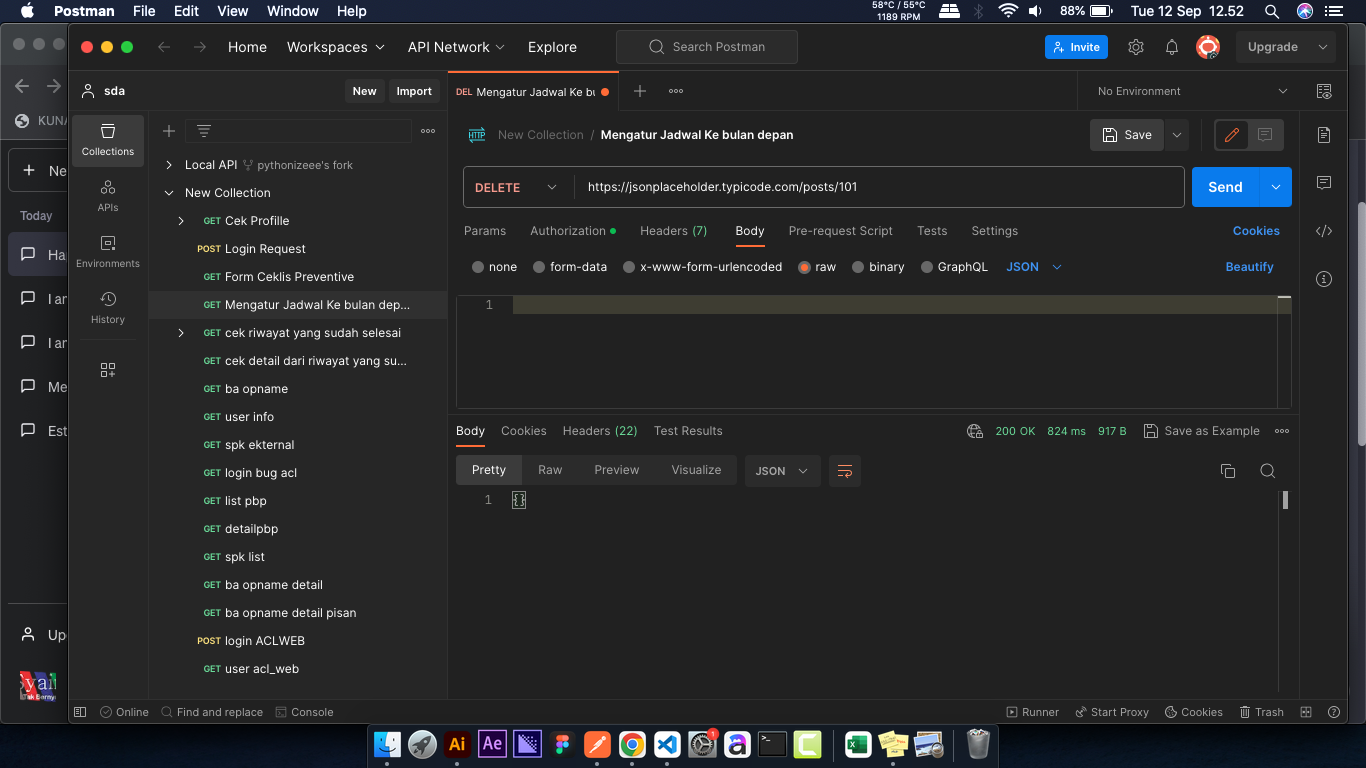 Postman File Edit View Window Help
58°C / 55°C
1189 RPM
88%
Tue 12 Sep 12.52
Home Workspaces API Network Explore
Search Postman
Invite
Upgrade
KUNA
Ne
Today
Ha
I an
I an
Me
Est
Up
sda
New
Import
DEL Mengatur Jadwal Ke bu
No Environment
Collections
APIs
Environments
History
Local API pythonizeee's fork
New Collection
GET Cek Profille
POST Login Request
GET Form Ceklis Preventive
GET Mengatur Jadwal Ke bulan dep...
GET cek riwayat yang sudah selesai
GET cek detail dari riwayat yang su...
GET ba opname
GET user info
GET spk ekternal
GET login bug acl
GET list pbp
GET detailpbp
GET spk list
GET ba opname detail
GET ba opname detail pisan
POST login ACLWEB
GET user acl_web
HTTP New Collection / Mengatur Jadwal Ke bulan depan
Save
DELETE https://jsonplaceholder.typicode.com/posts/101
Send
Params Authorization Headers (7) Body Pre-request Script Tests Settings Cookies
none form-data x-www-form-urlencoded raw binary GraphQL JSON Beautify
1
Body Cookies Headers (22) Test Results 200 OK 824 ms 917 B Save as Example
Pretty Raw Preview Visualize JSON
1 {}
Online Find and replace Console Runner Start Proxy Cookies Trash
Ai Ae 1 a >_ C X